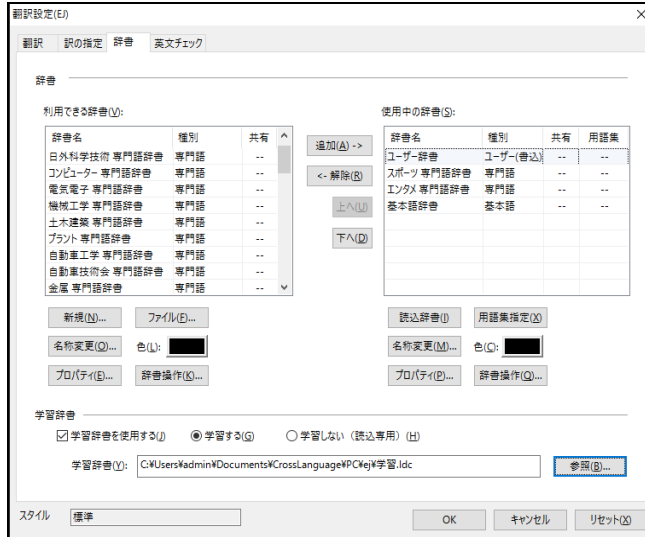 翻訳設定(EJ)
翻訳 訳の指定 辞書 英文チェック
辞書
利用できる辞書(V): 使用中の辞書(S):
辞書名 種別 共有 辞書名 種別 共有 用語集
日外科学技術 専門語辞書 専門語 -- ユーザー辞書 ユーザー(書込) -- --
コンピューター 専門語辞書 専門語 -- スポーツ 専門語辞書 専門語 -- --
電気電子 専門語辞書 専門語 -- エンタメ 専門語辞書 専門語 -- --
機械工学 専門語辞書 専門語 -- 基本語辞書 基本語 -- --
土木建築 専門語辞書 専門語 --
プラント 専門語辞書 専門語 --
自動車工学 専門語辞書 専門語 --
自動車技術会 専門語辞書 専門語 --
金属 専門語辞書 専門語 --
追加(A) ->
<- 解除(R)
上へ(U)
下へ(D)
新規(N)... ファイル(F)... 読込辞書(I) 用語集指定(X)
名称変更(O)... 色(L): 名称変更(M)... 色(C):
プロパティ(E)... 辞書操作(K)... プロパティ(P)... 辞書操作(Q)...
学習辞書
学習辞書を使用する(J) 学習する(G) 学習しない（読込専用）(H)
学習辞書(Y): C:¥Users¥admin¥Documents¥CrossLanguage¥PC¥ej¥学習.ldc 参照(B)...
スタイル 標準 OK キャンセル リセット(X)